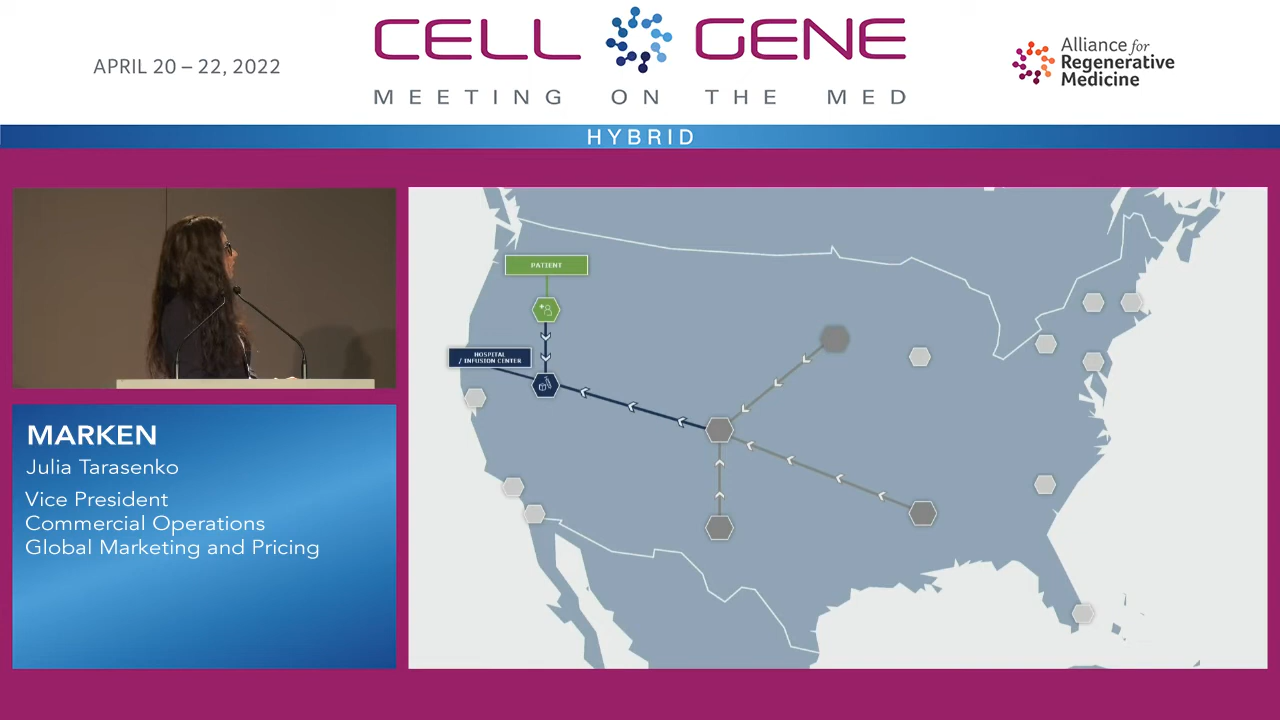 CELL GENE
MEETING ON THE MED
APRIL 20 – 22, 2022
Alliance for
Regenerative
Medicine
HYBRID
PATIENT
HOSPITAL
/ INFUSION CENTER
MARKEN
Julia Tarasenko
Vice President
Commercial Operations
Global Marketing and Pricing